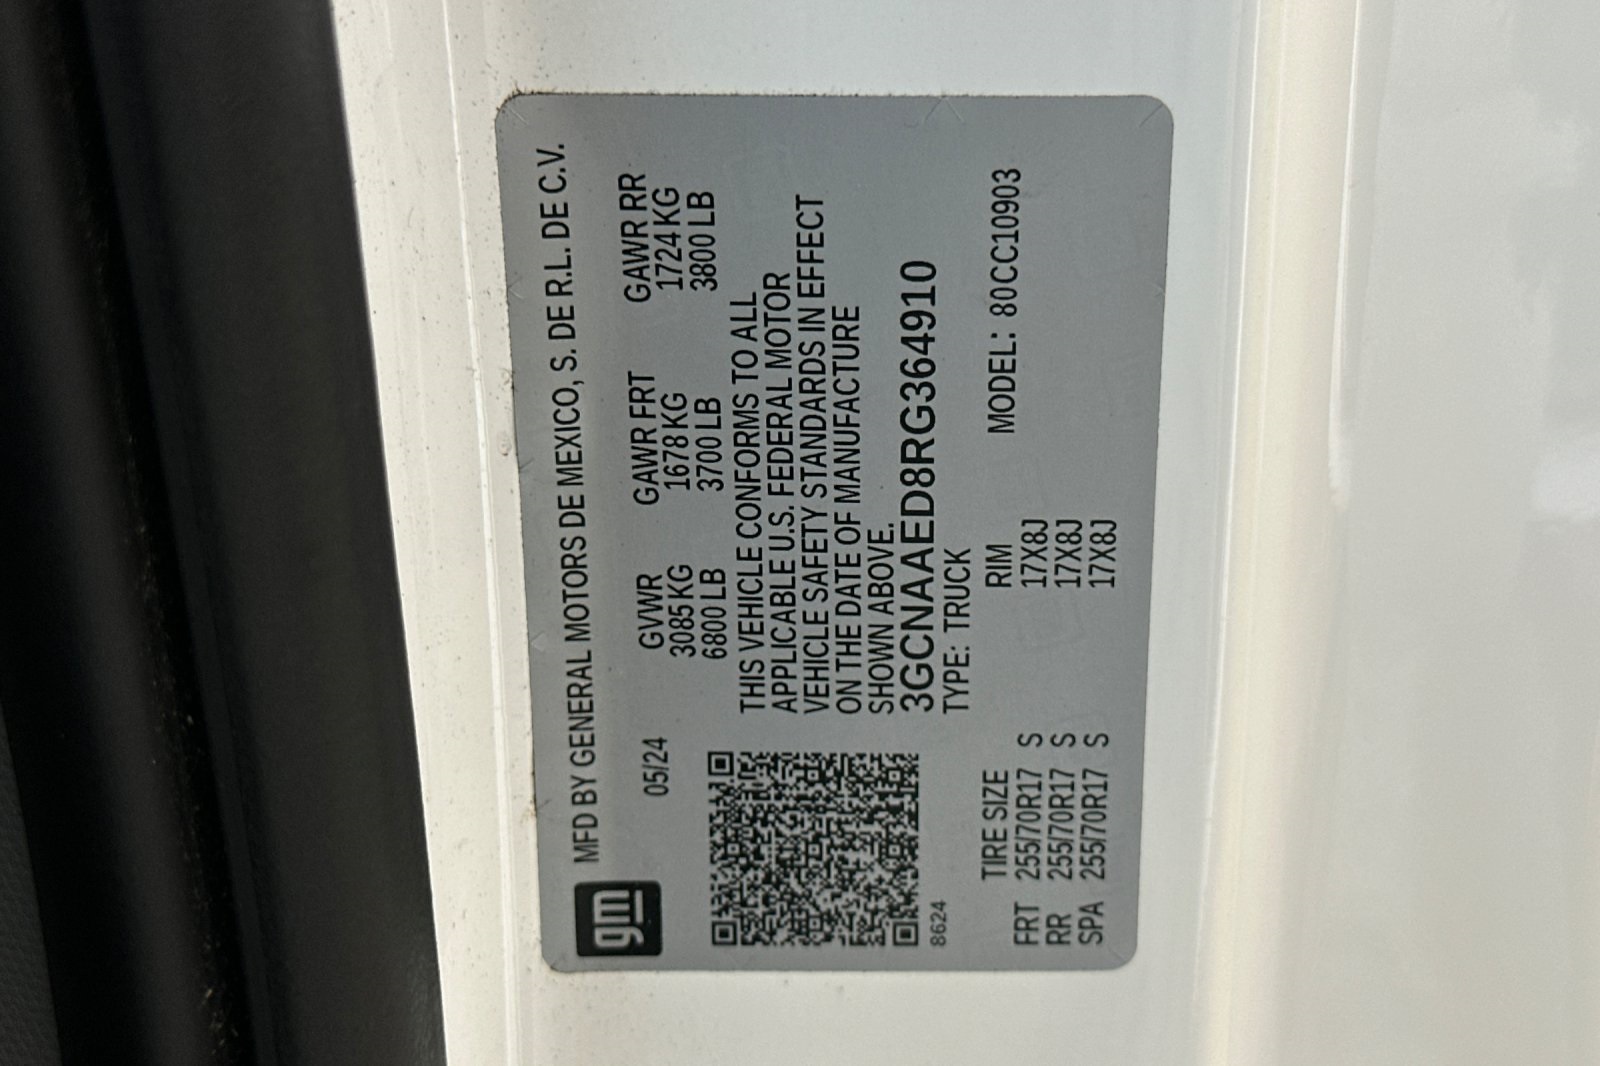 gm MFD BY GENERAL MOTORS DE MEXICO, S. DE R.L. DE C.V.
05/24 GVWR GAWR FRT GAWR RR
3085 KG 1678 KG 1724 KG
6800 LB 3700 LB 3800 LB
THIS VEHICLE CONFORMS TO ALL
APPLICABLE U.S. FEDERAL MOTOR
VEHICLE SAFETY STANDARDS IN EFFECT
ON THE DATE OF MANUFACTURE
SHOWN ABOVE.
3GCNAAED8RG364910
8624 TYPE: TRUCK
TIRE SIZE RIM MODEL: 80CC10903
FRT 255/70R17 S 17X8J
RR 255/70R17 S 17X8J
SPA 255/70R17 S 17X8J